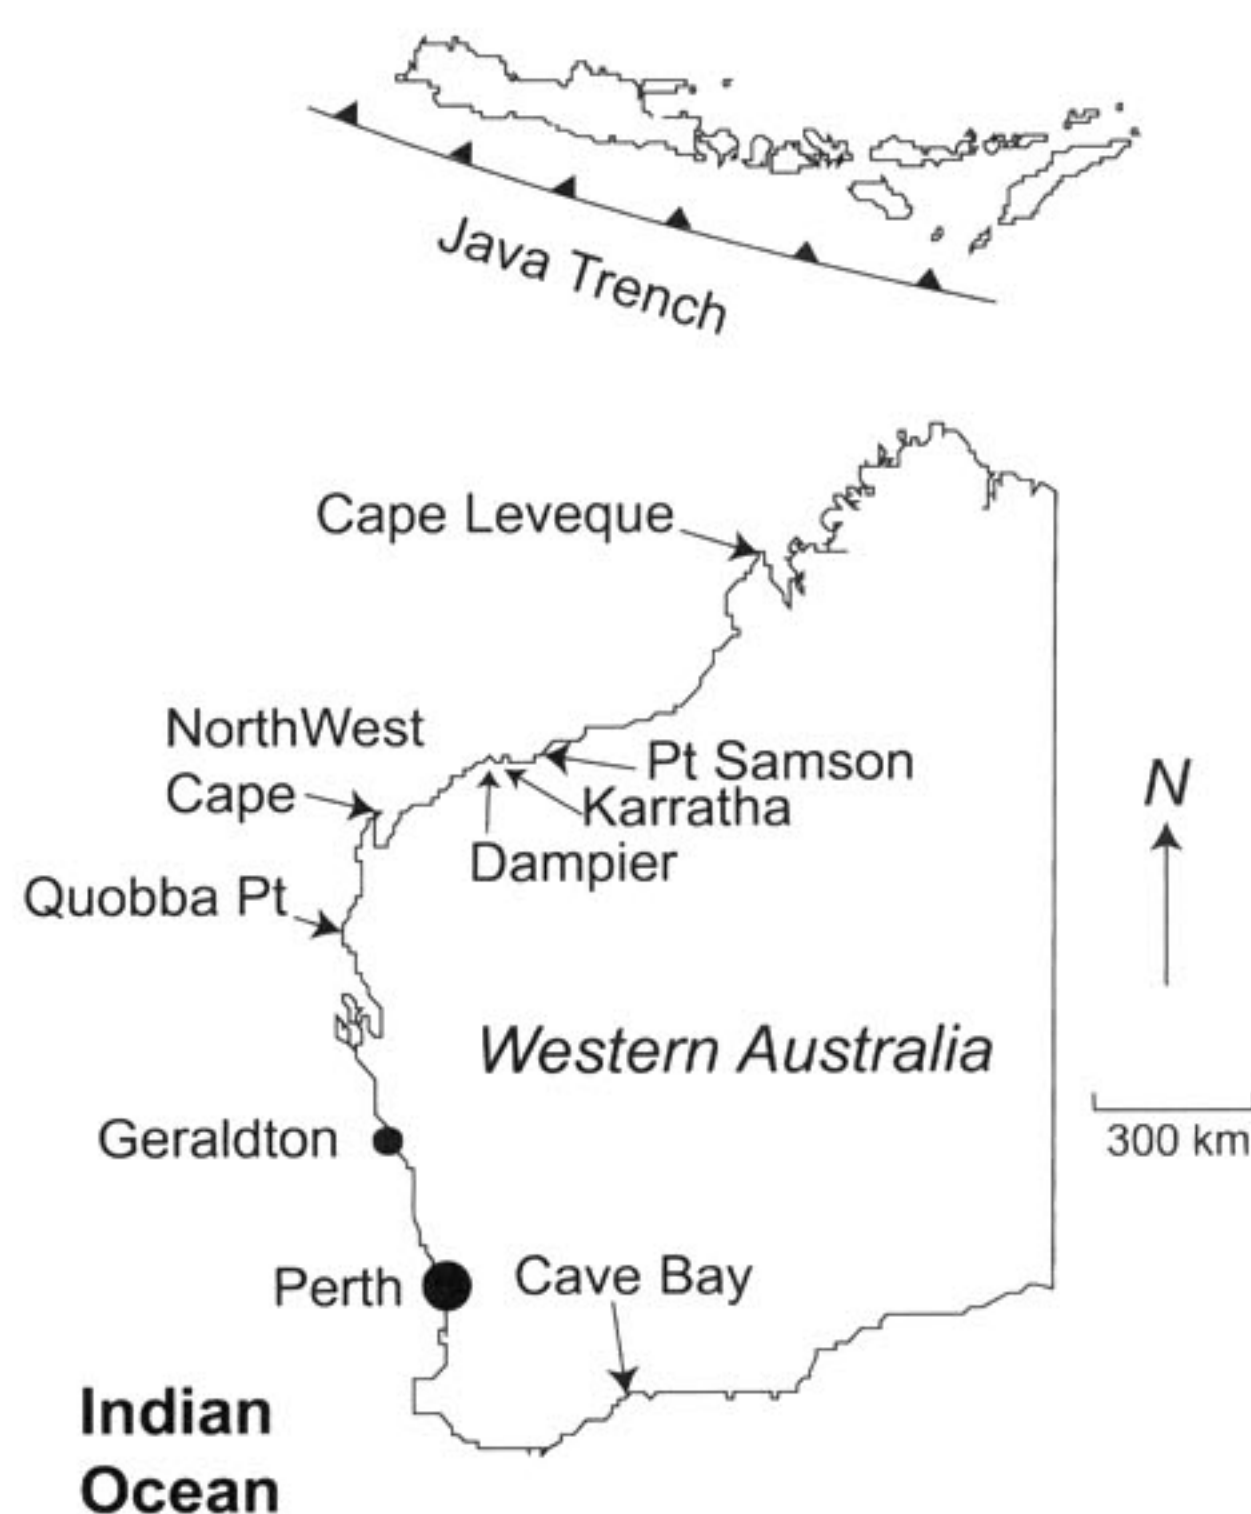 Java Trench
Cape Leveque
NorthWest
Cape
Pt Samson
Karratha
Dampier
N
Quobba Pt
Western Australia
300 km
Geraldton
Perth
Cave Bay
Indian
Ocean